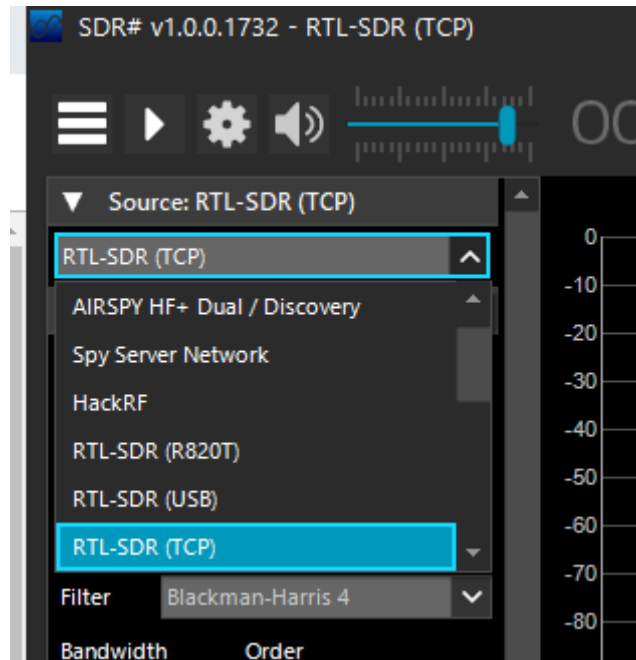 SDR# v1.0.0.1732 - RTL-SDR (TCP)
Source: RTL-SDR (TCP)
RTL-SDR (TCP)
AIRSPY HF+ Dual / Discovery
Spy Server Network
HackRF
RTL-SDR (R820T)
RTL-SDR (USB)
RTL-SDR (TCP)
Filter Blackman-Harris 4
Bandwidth Order
0
-10
-20
-30
-40
-50
-60
-70
-80